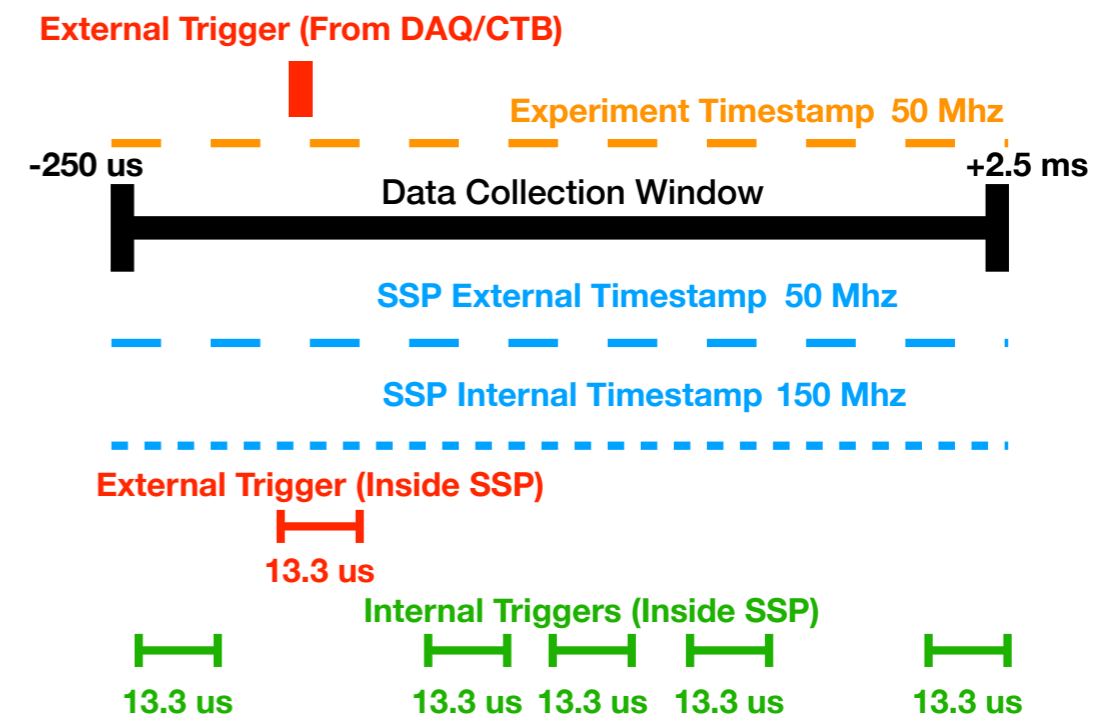 External Trigger (From DAQ/CTB)
Experiment Timestamp 50 Mhz
-250 us
+2.5 ms
Data Collection Window
SSP External Timestamp 50 Mhz
SSP Internal Timestamp 150 Mhz
External Trigger (Inside SSP)
13.3 us
Internal Triggers (Inside SSP)
13.3 us 13.3 us 13.3 us 13.3 us 13.3 us